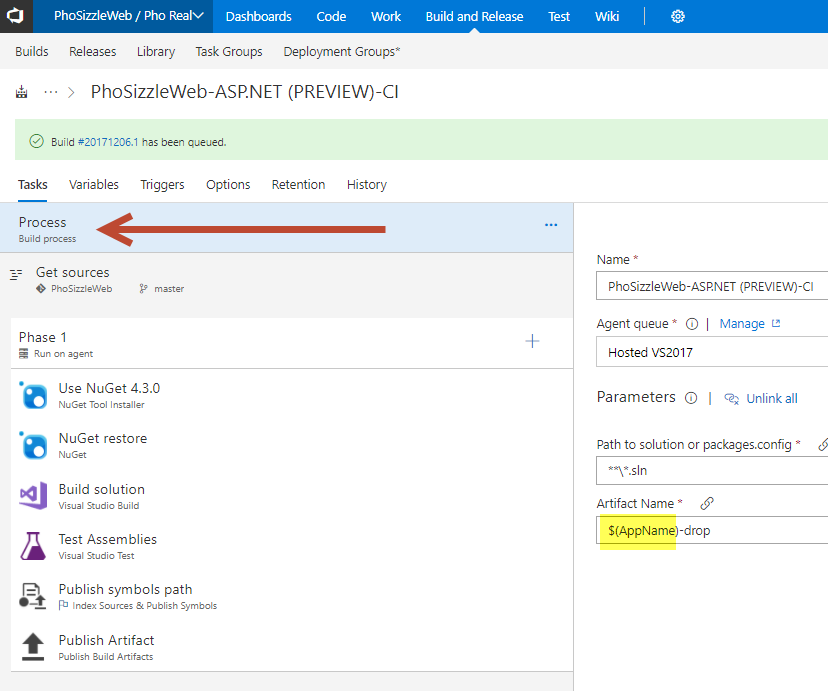 PhoSizzleWeb / Pho Real
Dashboards Code Work Build and Release Test Wiki
Builds Releases Library Task Groups Deployment Groups*
··· PhoSizzleWeb-ASP.NET (PREVIEW)-CI
Build #20171206.1 has been queued.
Tasks Variables Triggers Options Retention History
Process
Build process
Get sources
PhoSizzleWeb master
Phase 1
Run on agent
Use NuGet 4.3.0
NuGet Tool Installer
NuGet restore
NuGet
Build solution
Visual Studio Build
Test Assemblies
Visual Studio Test
Publish symbols path
Index Sources & Publish Symbols
Publish Artifact
Publish Build Artifacts
Name *
PhoSizzleWeb-ASP.NET (PREVIEW)-CI
Agent queue * | Manage
Hosted VS2017
Parameters | Unlink all
Path to solution or packages.config *
**\*.sln
Artifact Name *
$(AppName)-drop